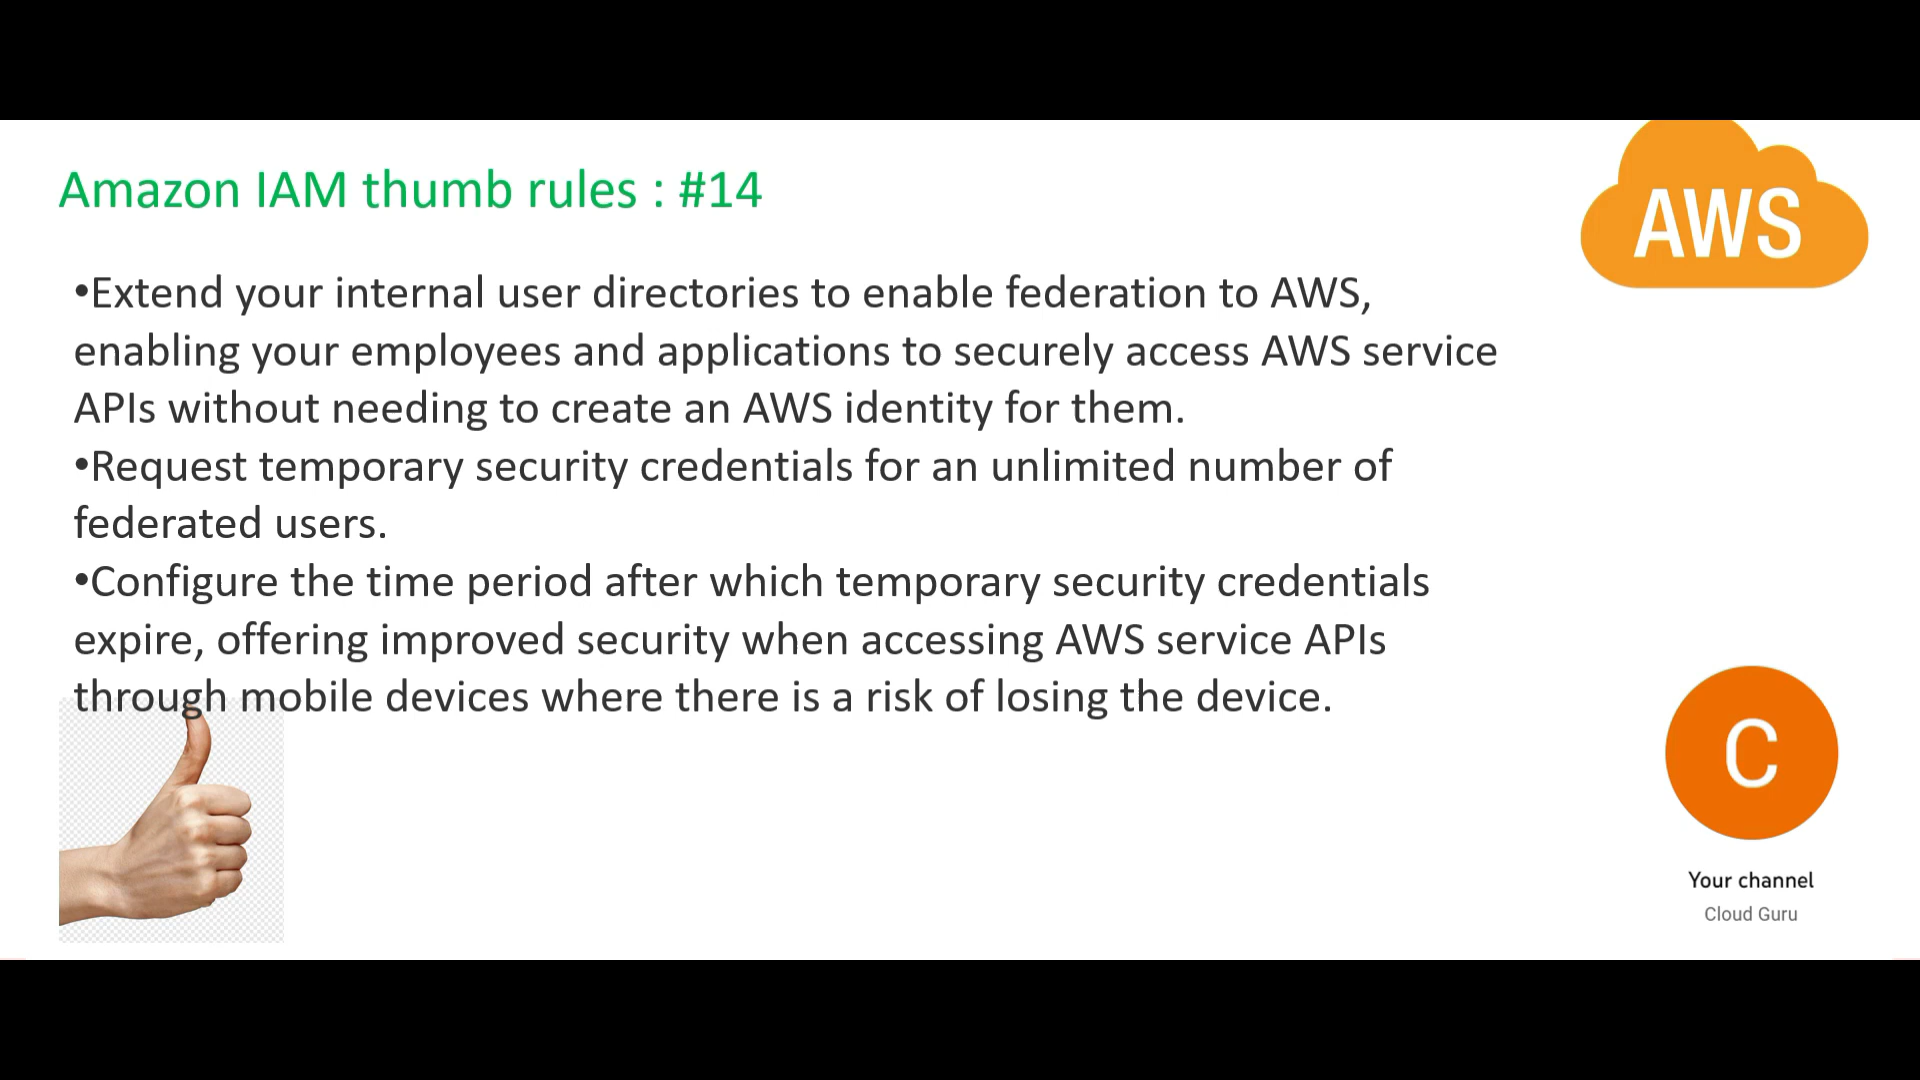 Amazon IAM thumb rules : #14
AWS
•Extend your internal user directories to enable federation to AWS,
enabling your employees and applications to securely access AWS service
APIs without needing to create an AWS identity for them.
•Request temporary security credentials for an unlimited number of
federated users.
•Configure the time period after which temporary security credentials
expire, offering improved security when accessing AWS service APIs
through mobile devices where there is a risk of losing the device.
C
Your channel
Cloud Guru